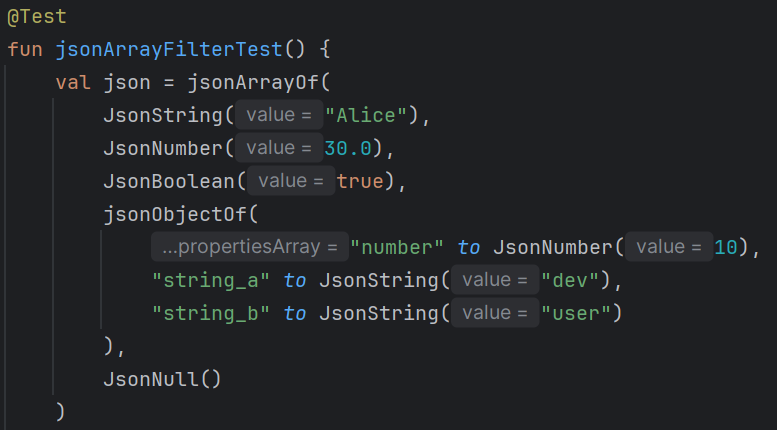 @Test
fun jsonArrayFilterTest() {
val json = jsonArrayOf(
JsonString( value = "Alice"),
JsonNumber( value = 30.0),
JsonBoolean( value = true),
jsonObjectOf(
...propertiesArray = "number" to JsonNumber( value = 10),
"string_a" to JsonString( value = "dev"),
"string_b" to JsonString( value = "user")
),
JsonNull()
)